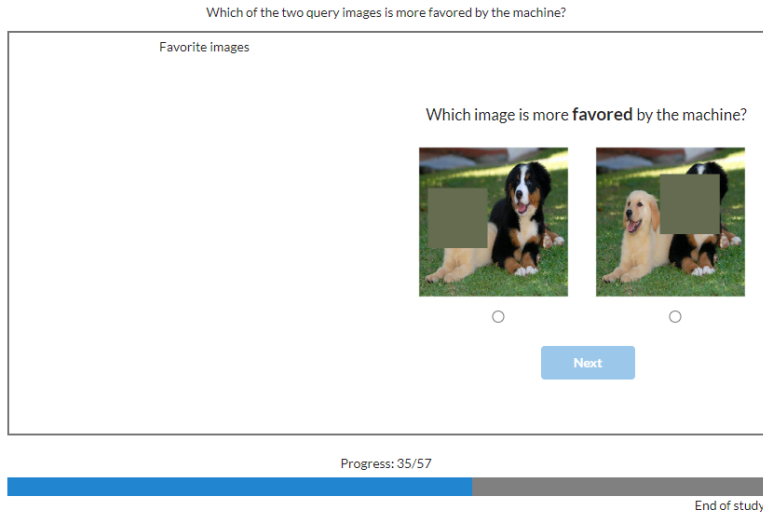 Which of the two query images is more favored by the machine?
Favorite images
Which image is more favored by the machine?
Next
Progress: 35/57
End of study